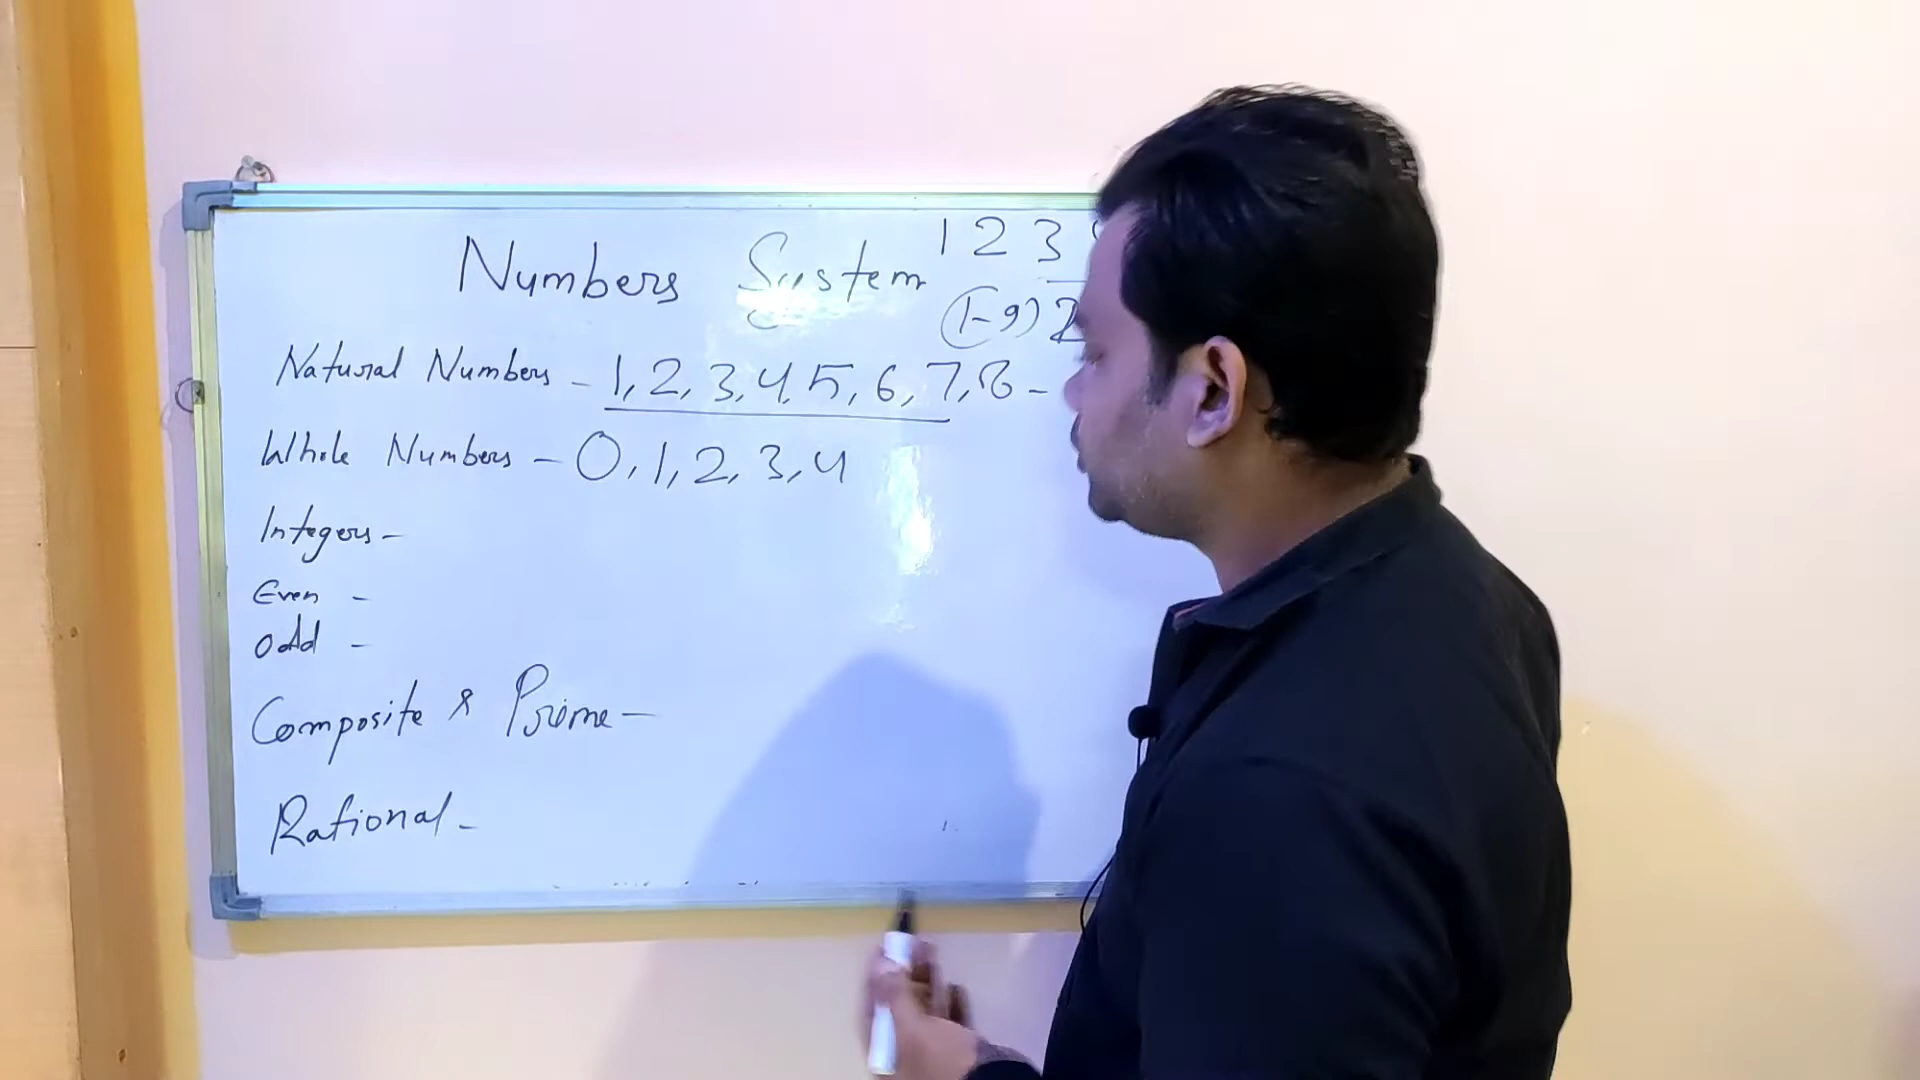 Numbers System
1 2 3
(1-9) 2
Natural Numbers - 1, 2, 3, 4, 5, 6, 7, 8 -
Whole Numbers - 0, 1, 2, 3, 4
Integers -
Even -
Odd -
Composite & Prime -
Rational -